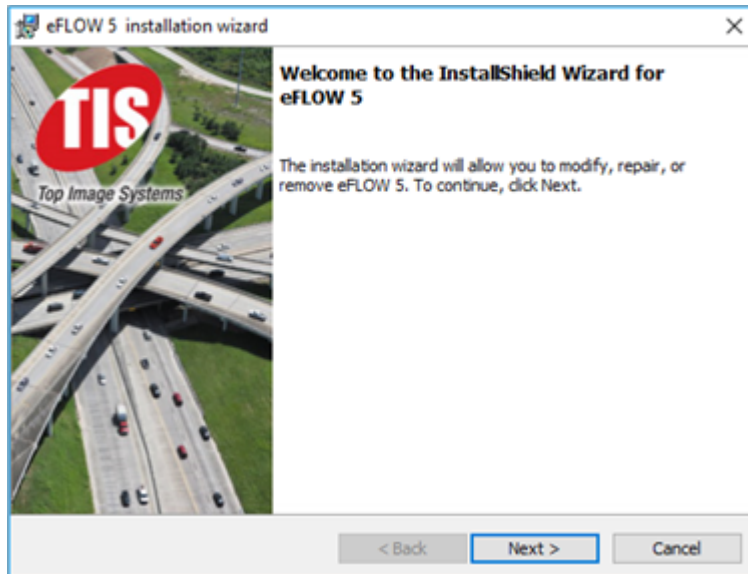 eFLOW 5 installation wizard
TIS
Top Image Systems
Welcome to the InstallShield Wizard for
eFLOW 5
The installation wizard will allow you to modify, repair, or
remove eFLOW 5. To continue, click Next.
< Back
Next >
Cancel